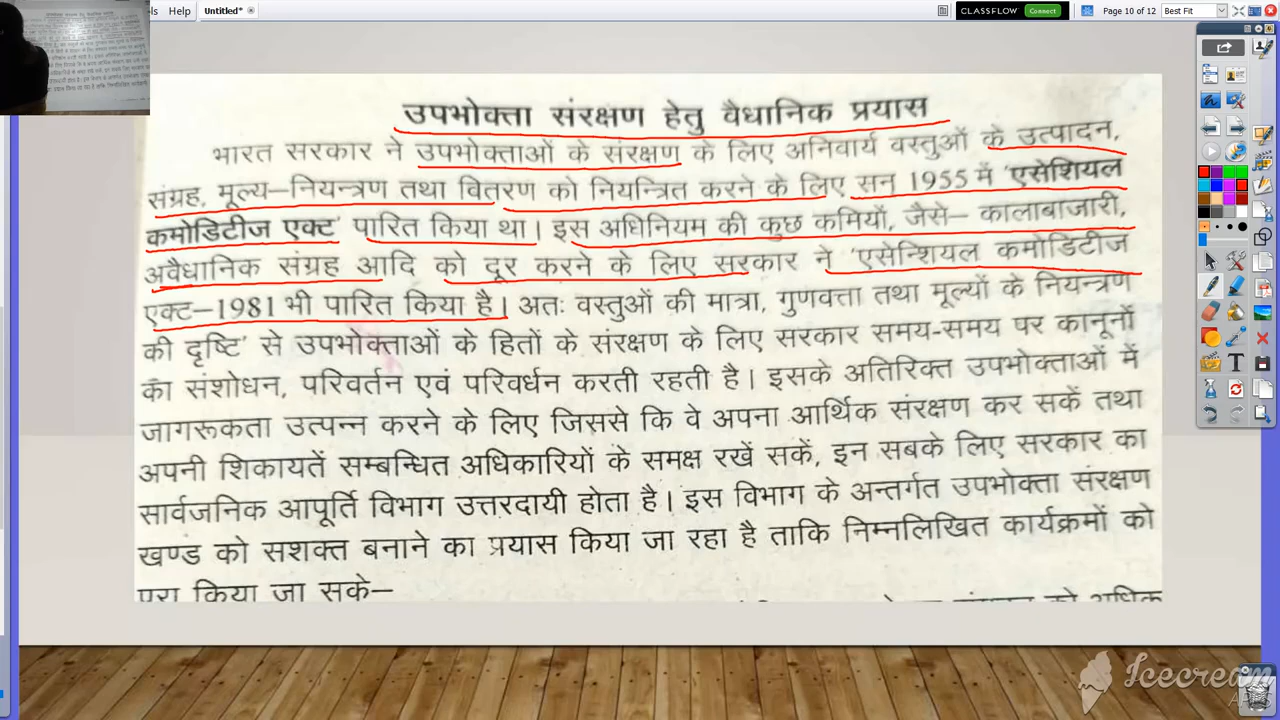 ls Help Untitled*
CLASSFLOW Connect
Page 10 of 12 Best Fit
उपभोक्ता संरक्षण हेतु वैधानिक प्रयास
भारत सरकार ने उपभोक्ताओं के संरक्षण के लिए अनिवार्य वस्तुओं के उत्पादन,
संग्रह, मूल्य–नियन्त्रण तथा वितरण को नियन्त्रित करने के लिए सन् 1955 में 'एसेशियल
कमोडिटीज एक्ट' पारित किया था। इस अधिनियम की कुछ कमियों, जैसे– कालाबाजारी,
अवैधानिक संग्रह आदि को दूर करने के लिए सरकार ने 'एसेन्शियल कमोडिटीज
एक्ट–1981 भी पारित किया है। अतः वस्तुओं की मात्रा, गुणवत्ता तथा मूल्यों के नियन्त्रण
की दृष्टि' से उपभोक्ताओं के हितों के संरक्षण के लिए सरकार समय-समय पर कानूनों
का संशोधन, परिवर्तन एवं परिवर्धन करती रहती है। इसके अतिरिक्त उपभोक्ताओं में
जागरूकता उत्पन्न करने के लिए जिससे कि वे अपना आर्थिक संरक्षण कर सकें तथा
अपनी शिकायतें सम्बन्धित अधिकारियों के समक्ष रखें सकें, इन सबके लिए सरकार का
सार्वजनिक आपूर्ति विभाग उत्तरदायी होता है। इस विभाग के अन्तर्गत उपभोक्ता संरक्षण
खण्ड को सशक्त बनाने का प्रयास किया जा रहा है ताकि निम्नलिखित कार्यक्रमों को
पूरा किया जा सके–
Icecream
APPS